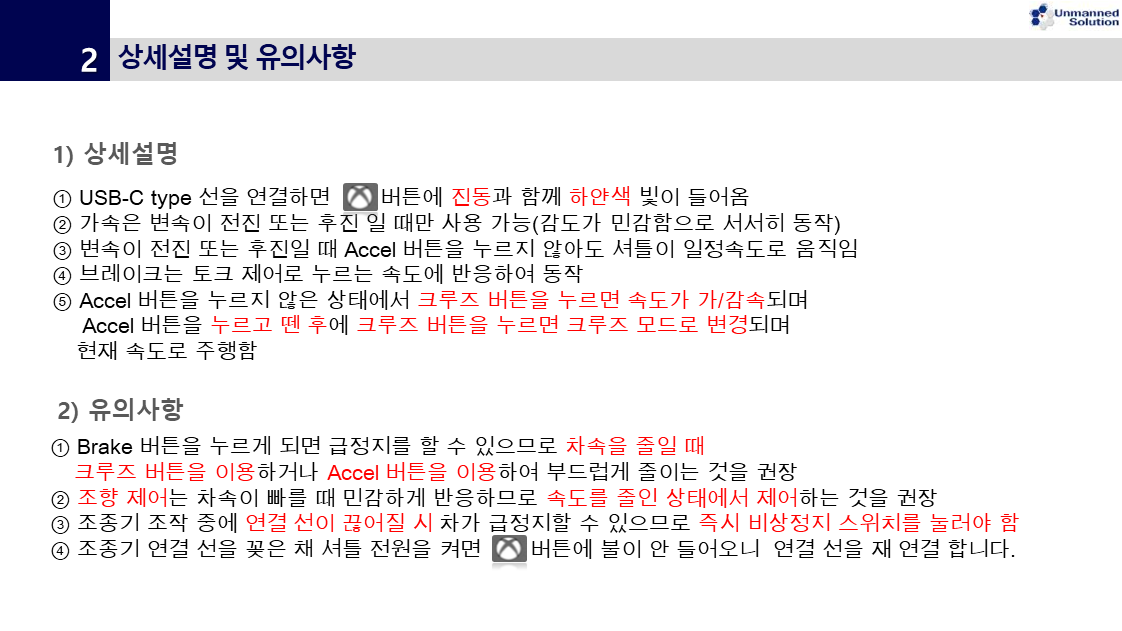 Unmanned
Solution
2 상세설명 및 유의사항
1) 상세설명
① USB-C type 선을 연결하면 버튼에 진동과 함께 하얀색 빛이 들어옴
② 가속은 변속이 전진 또는 후진 일 때만 사용 가능(감도가 민감함으로 서서히 동작)
③ 변속이 전진 또는 후진일 때 Accel 버튼을 누르지 않아도 셔틀이 일정속도로 움직임
④ 브레이크는 토크 제어로 누르는 속도에 반응하여 동작
⑤ Accel 버튼을 누르지 않은 상태에서 크루즈 버튼을 누르면 속도가 가/감속되며
Accel 버튼을 누르고 뗀 후에 크루즈 버튼을 누르면 크루즈 모드로 변경되며
현재 속도로 주행함
2) 유의사항
① Brake 버튼을 누르게 되면 급정지를 할 수 있으므로 차속을 줄일 때
크루즈 버튼을 이용하거나 Accel 버튼을 이용하여 부드럽게 줄이는 것을 권장
② 조향 제어는 차속이 빠를 때 민감하게 반응하므로 속도를 줄인 상태에서 제어하는 것을 권장
③ 조종기 조작 중에 연결 선이 끊어질 시 차가 급정지할 수 있으므로 즉시 비상정지 스위치를 눌러야 함
④ 조종기 연결 선을 꽂은 채 셔틀 전원을 켜면 버튼에 불이 안 들어오니 연결 선을 재 연결 합니다.